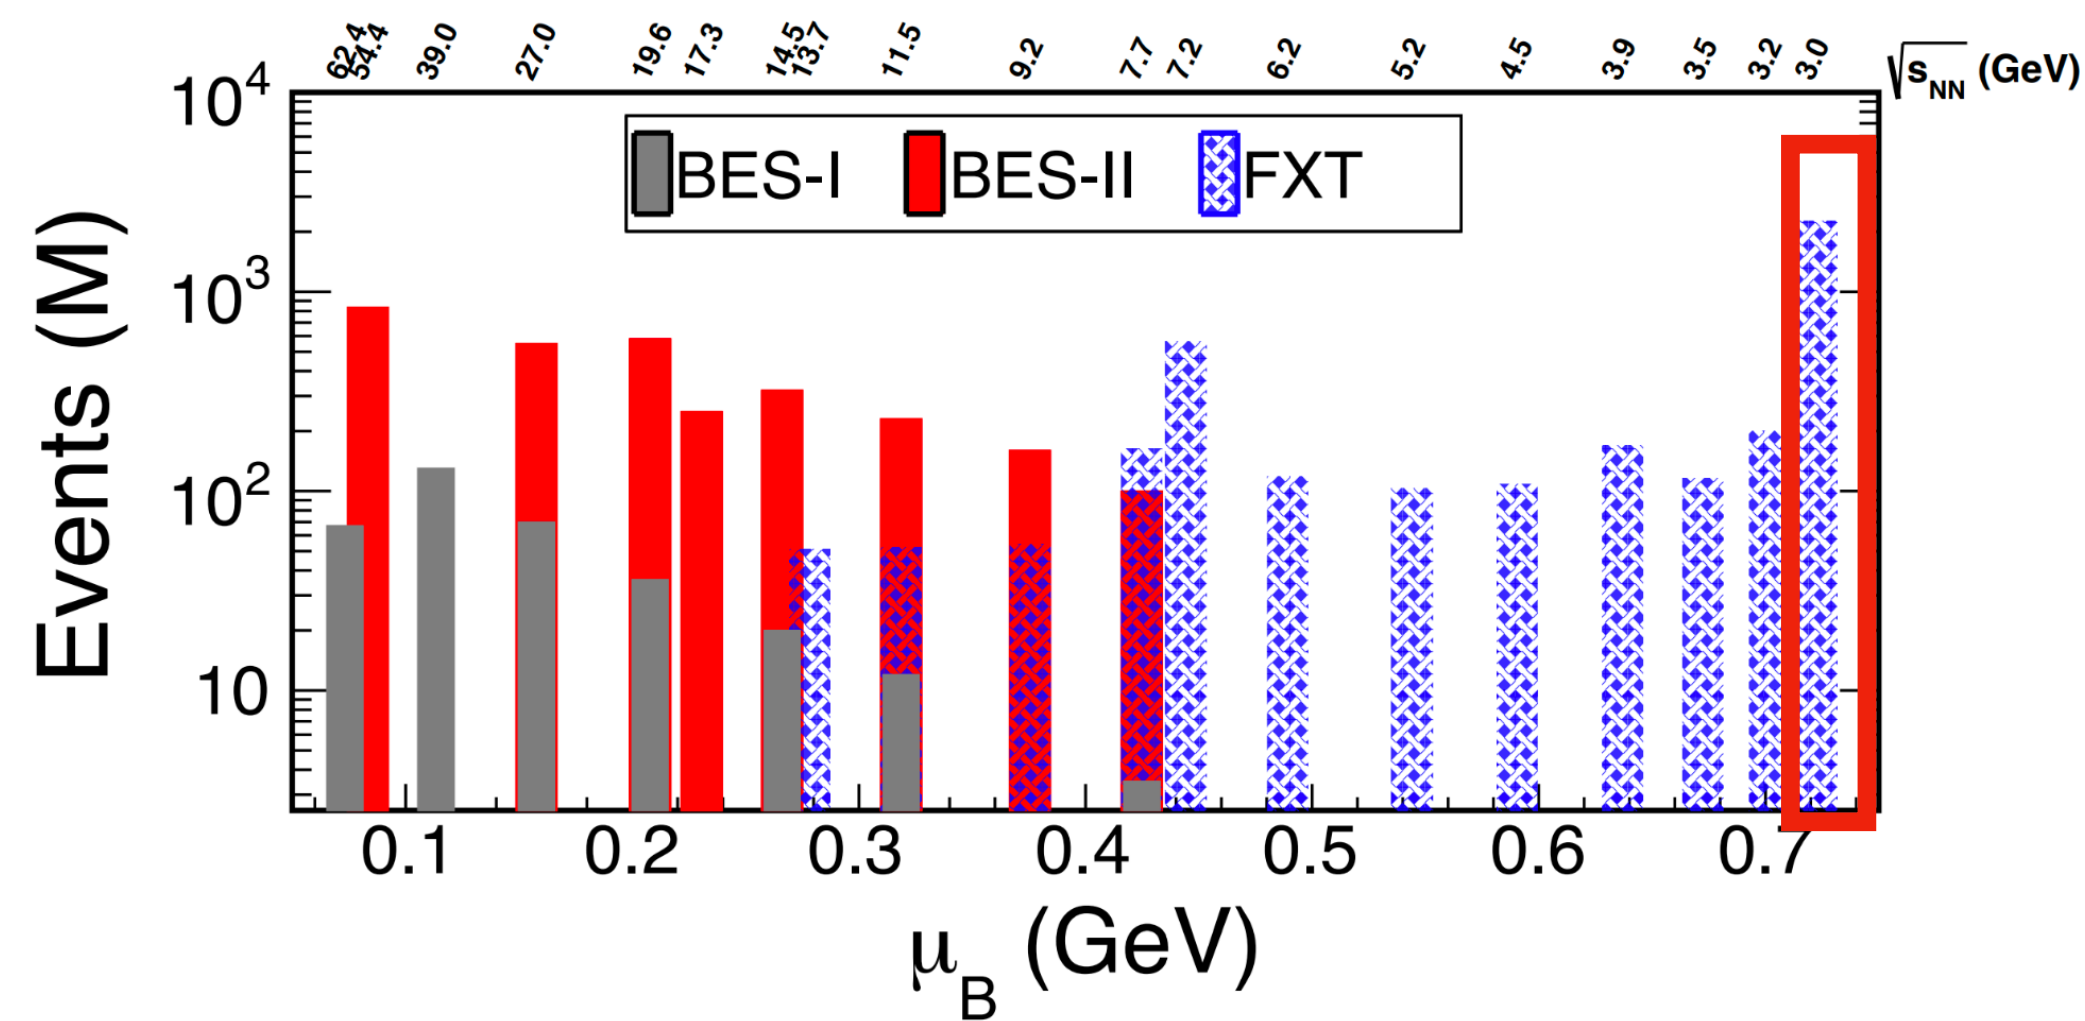 62.4 54.4 39.0 27.0 19.6 17.3 14.5 13.7 11.5 9.2 7.7 7.2 6.2 5.2 4.5 3.9 3.5 3.2 3.0 √sNN (GeV)
10⁴
BES-I BES-II FXT
10³
10²
10
Events (M)
0.1 0.2 0.3 0.4 0.5 0.6 0.7
μB (GeV)